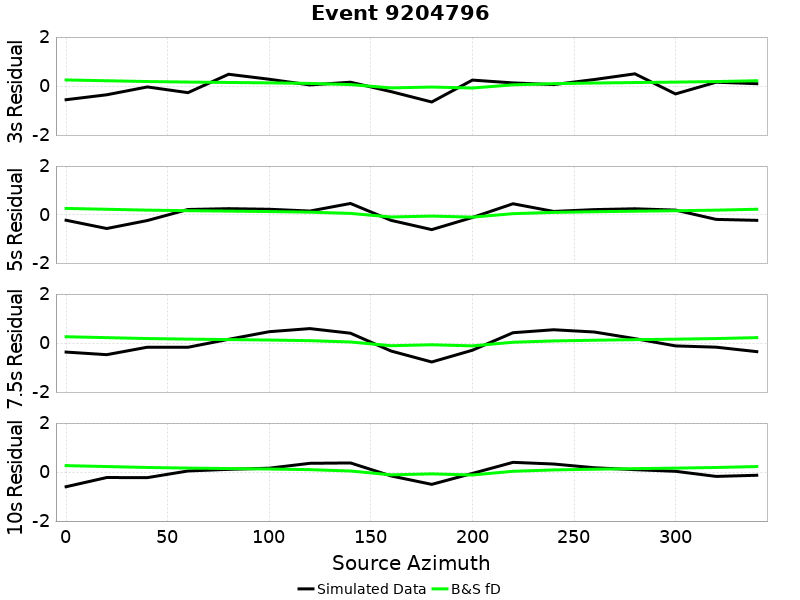 Event 9204796
3s Residual
2
0
-2
5s Residual
2
0
-2
7.5s Residual
2
0
-2
10s Residual
2
0
-2
0 50 100 150 200 250 300
Source Azimuth
Simulated Data B&S fD